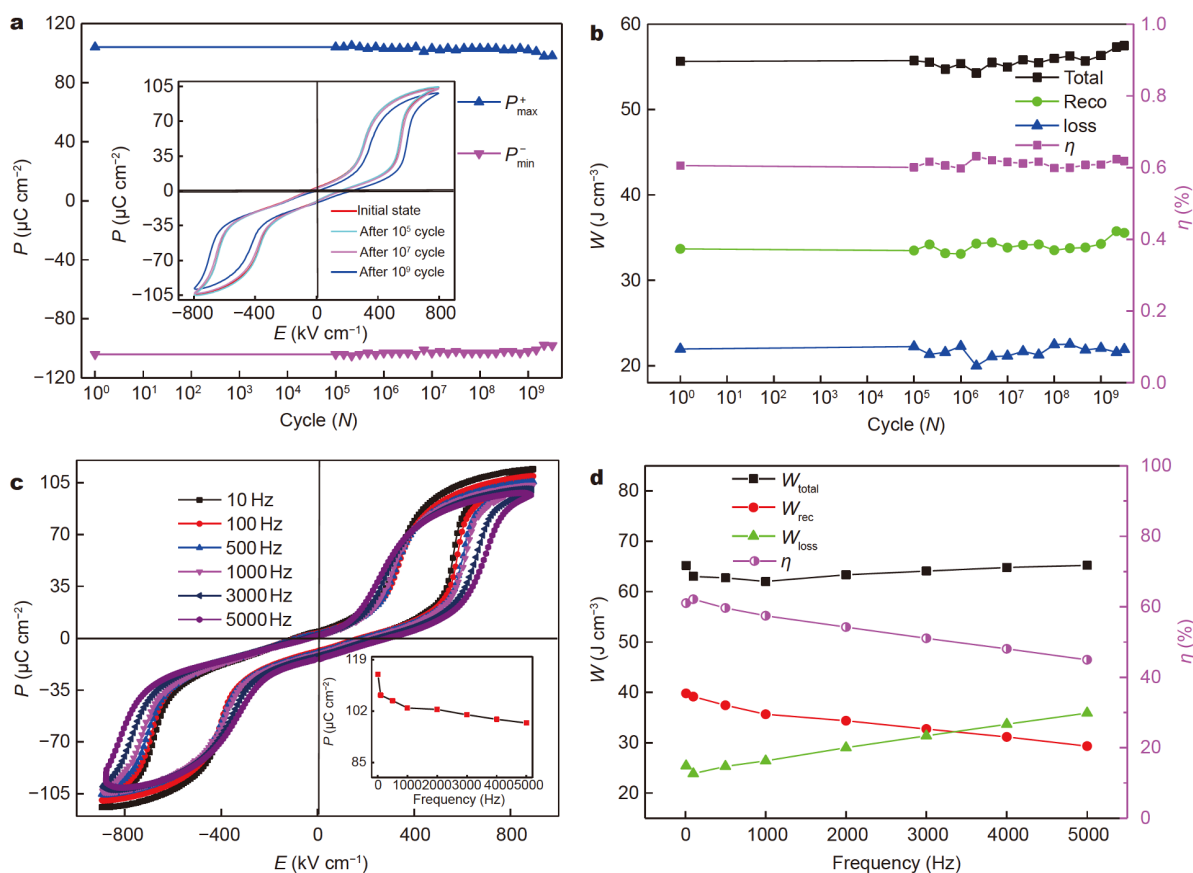 a
120
80
40
0
−40
−80
−120
P (μC cm⁻²)
10⁰ 10¹ 10² 10³ 10⁴ 10⁵ 10⁶ 10⁷ 10⁸ 10⁹
Cycle (N)
P⁺max
P⁻min
105
70
35
0
−35
−70
−105
P (μC cm⁻²)
Initial state
After 10⁵ cycle
After 10⁷ cycle
After 10⁹ cycle
−800 −400 0 400 800
E (kV cm⁻¹)
b
60
50
40
30
20
W (J cm⁻³)
Total
Reco
loss
η
1.0
0.8
0.6
0.4
0.2
0.0
η (%)
10⁰ 10¹ 10² 10³ 10⁴ 10⁵ 10⁶ 10⁷ 10⁸ 10⁹
Cycle (N)
c
105
70
35
0
−35
−70
−105
P (μC cm⁻²)
10 Hz
100 Hz
500 Hz
1000 Hz
3000 Hz
5000 Hz
−800 −400 0 400 800
E (kV cm⁻¹)
119
102
85
P (μC cm⁻²)
0 1000 2000 3000 4000 5000
Frequency (Hz)
d
80
70
60
50
40
30
20
W (J cm⁻³)
Wtotal
Wrec
Wloss
η
100
80
60
40
20
0
η (%)
0 1000 2000 3000 4000 5000
Frequency (Hz)